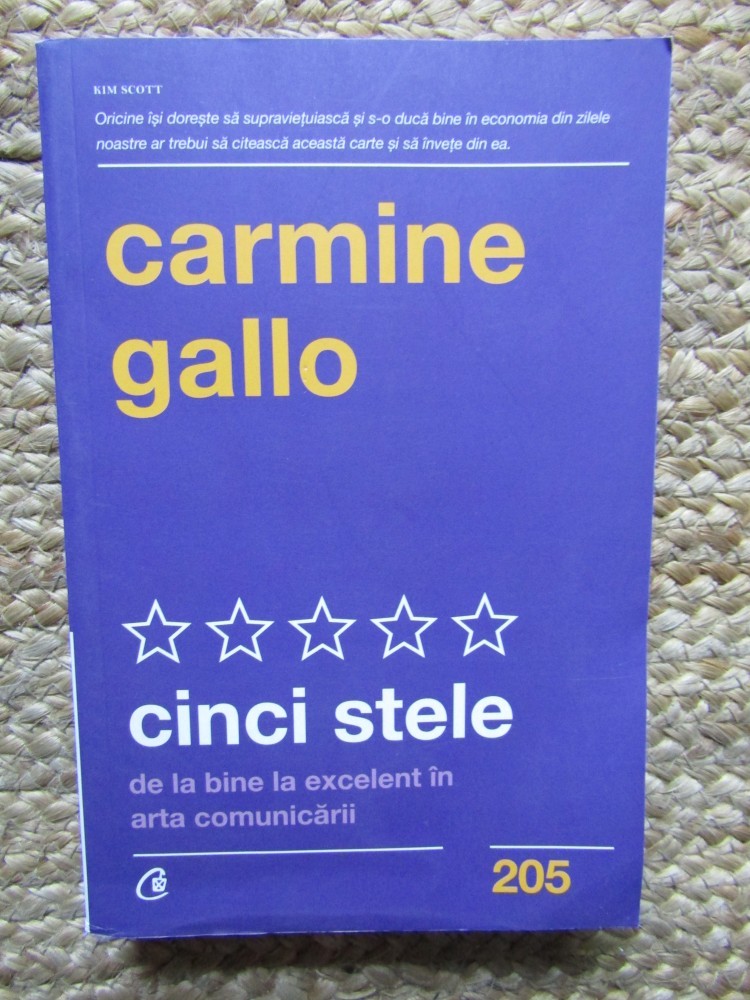 KIM SCOTT
Oricine își dorește să supraviețuiască și s-o ducă bine în economia din zilele
noastre ar trebui să citească această carte și să învețe din ea.
carmine
gallo
cinci stele
de la bine la excelent în
arta comunicării
205